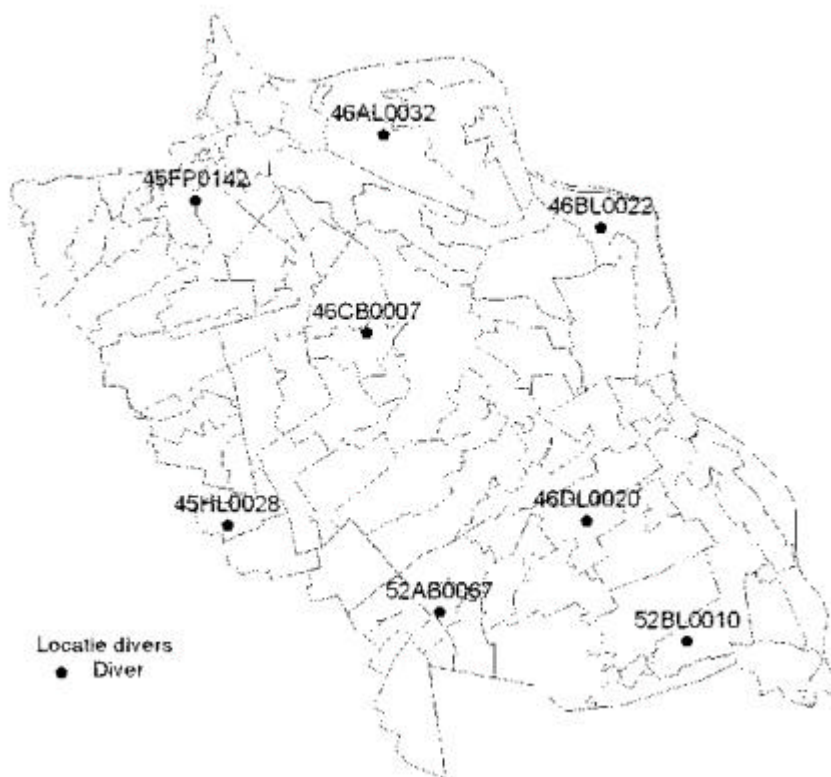 46AL0032
45FP0142
46BL0022
46CB0007
45HL0028
46DL0020
52AB0067
52BL0010
Locatie divers
Diver